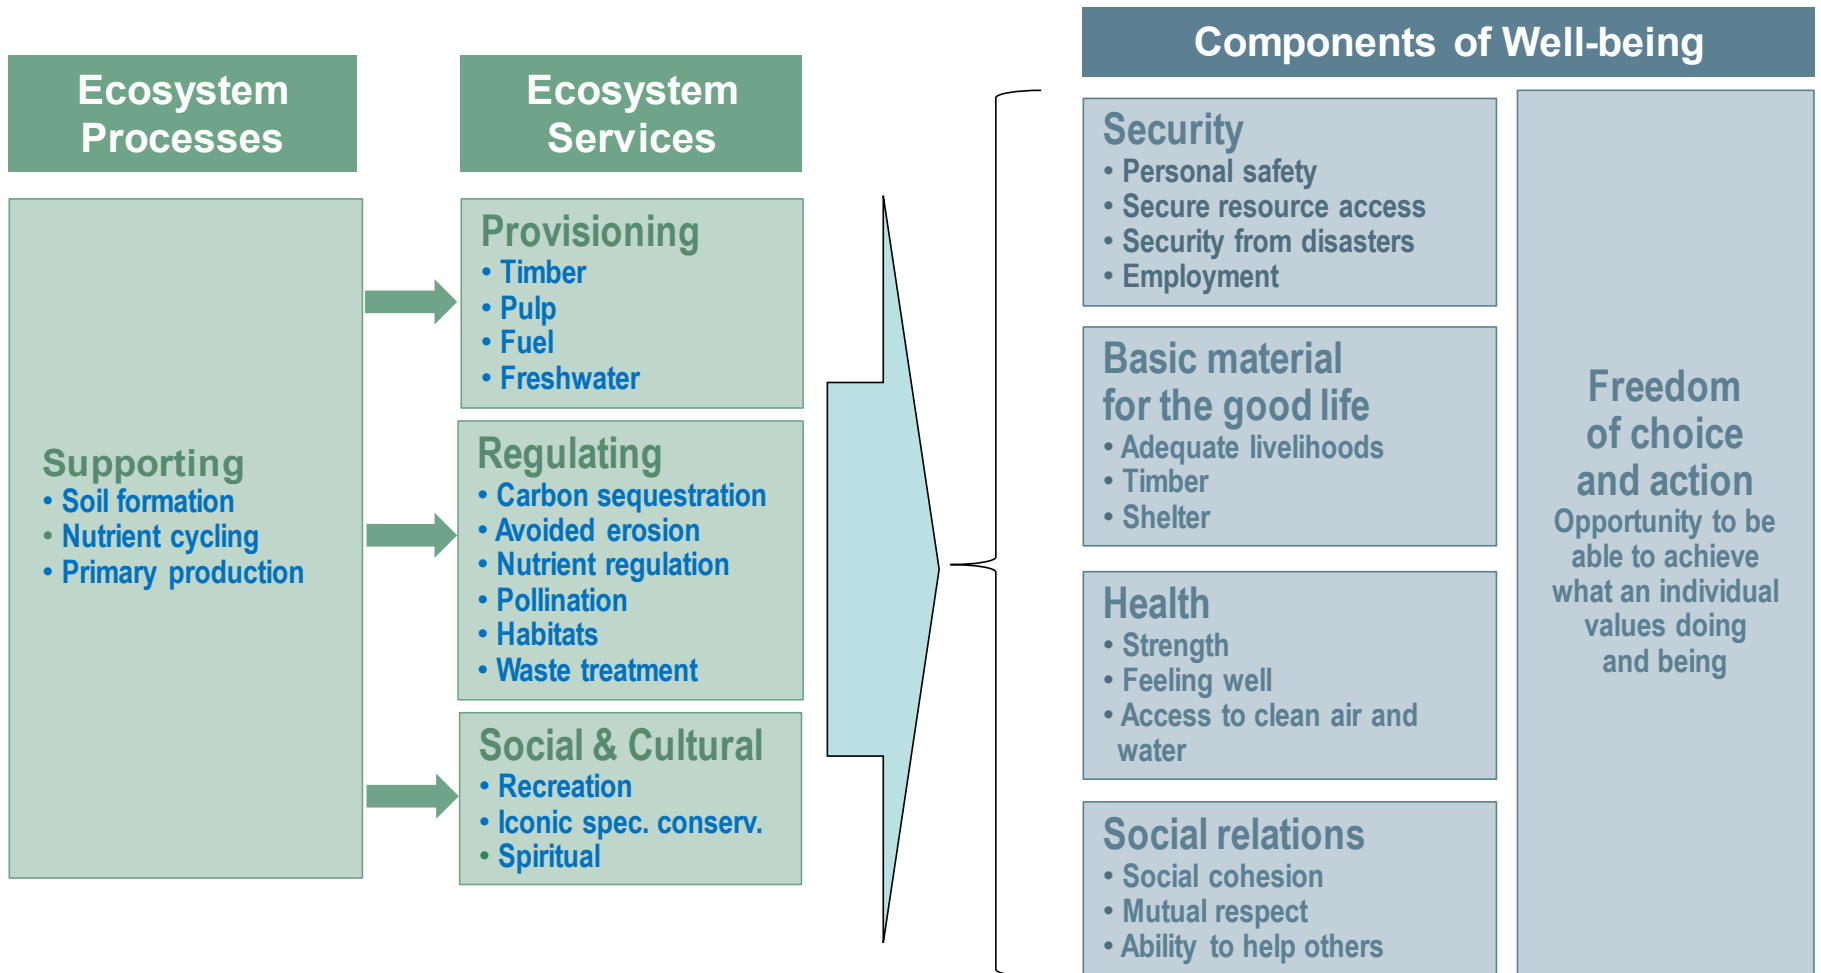 Ecosystem
Processes
Supporting
• Soil formation
• Nutrient cycling
• Primary production
Ecosystem
Services
Provisioning
• Timber
• Pulp
• Fuel
• Freshwater
Regulating
• Carbon sequestration
• Avoided erosion
• Nutrient regulation
• Pollination
• Habitats
• Waste treatment
Social & Cultural
• Recreation
• Iconic spec. conserv.
• Spiritual
Components of Well-being
Security
• Personal safety
• Secure resource access
• Security from disasters
• Employment
Basic material
for the good life
• Adequate livelihoods
• Timber
• Shelter
Health
• Strength
• Feeling well
• Access to clean air and
water
Social relations
• Social cohesion
• Mutual respect
• Ability to help others
Freedom
of choice
and action
Opportunity to be
able to achieve
what an individual
values doing
and being